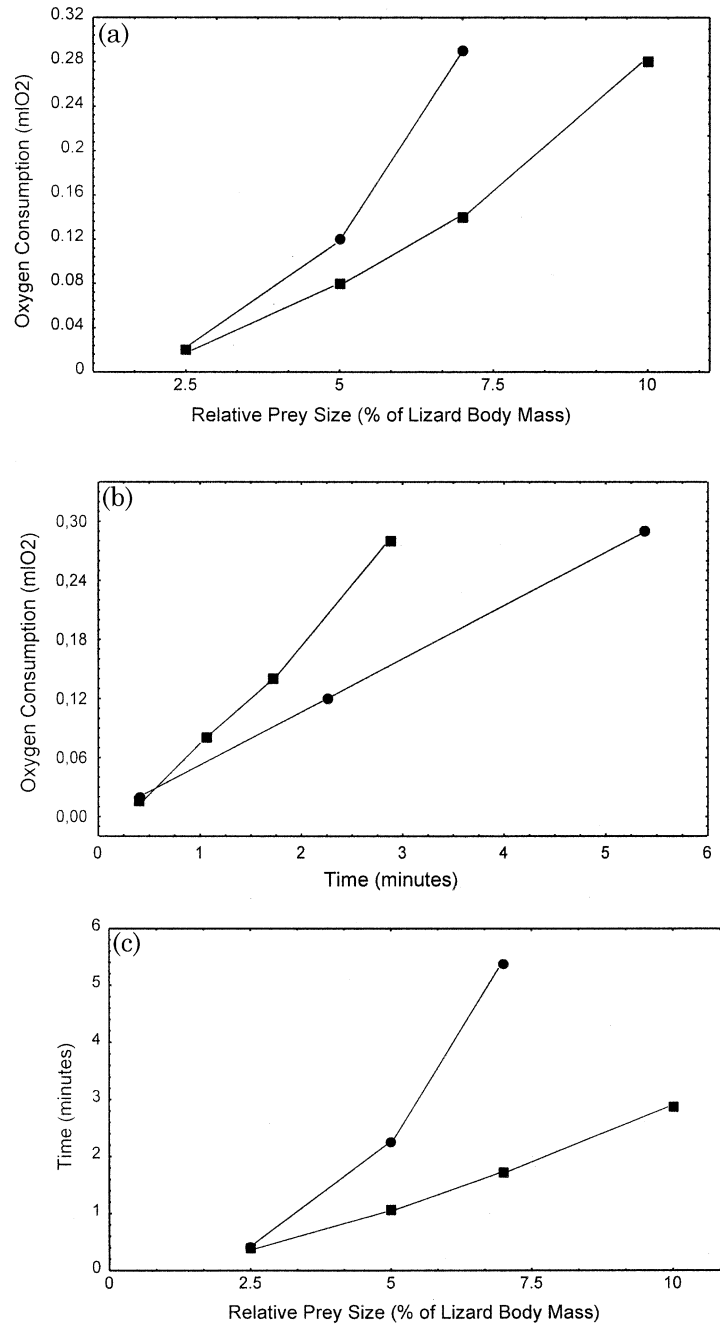 (a)
Oxygen Consumption (mlO2)
0.32
0.28
0.24
0.2
0.16
0.12
0.08
0.04
0
2.5 5 7.5 10
Relative Prey Size (% of Lizard Body Mass)
(b)
Oxygen Consumption (mlO2)
0,30
0,24
0,18
0,12
0,06
0,00
0 1 2 3 4 5 6
Time (minutes)
(c)
Time (minutes)
6
5
4
3
2
1
0
0 2.5 5 7.5 10
Relative Prey Size (% of Lizard Body Mass)